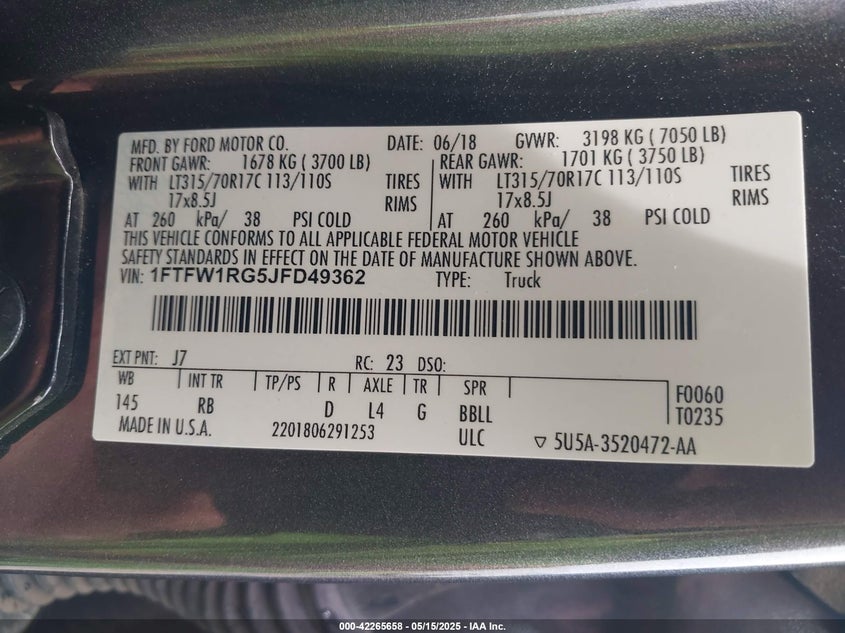 MFD. BY FORD MOTOR CO. DATE: 06/18 GVWR: 3198 KG ( 7050 LB)
FRONT GAWR: 1678 KG ( 3700 LB) REAR GAWR: 1701 KG ( 3750 LB)
WITH LT315/70R17C 113/110S TIRES WITH LT315/70R17C 113/110S TIRES
17x8.5J RIMS 17x8.5J RIMS
AT 260 kPa/ 38 PSI COLD AT 260 kPa/ 38 PSI COLD
THIS VEHICLE CONFORMS TO ALL APPLICABLE FEDERAL MOTOR VEHICLE
SAFETY STANDARDS IN EFFECT ON THE DATE OF MANUFACTURE SHOWN ABOVE.
VIN: 1FTFW1RG5JFD49362 TYPE: Truck
EXT PNT: J7 RC: 23 DSO:
WB INT TR TP/PS R AXLE TR SPR F0060
145 RB D L4 G BBLL T0235
MADE IN U.S.A. 2201806291253 ULC ▽ 5U5A-3520472-AA
000-42265658 - 05/15/2025 - IAA Inc.